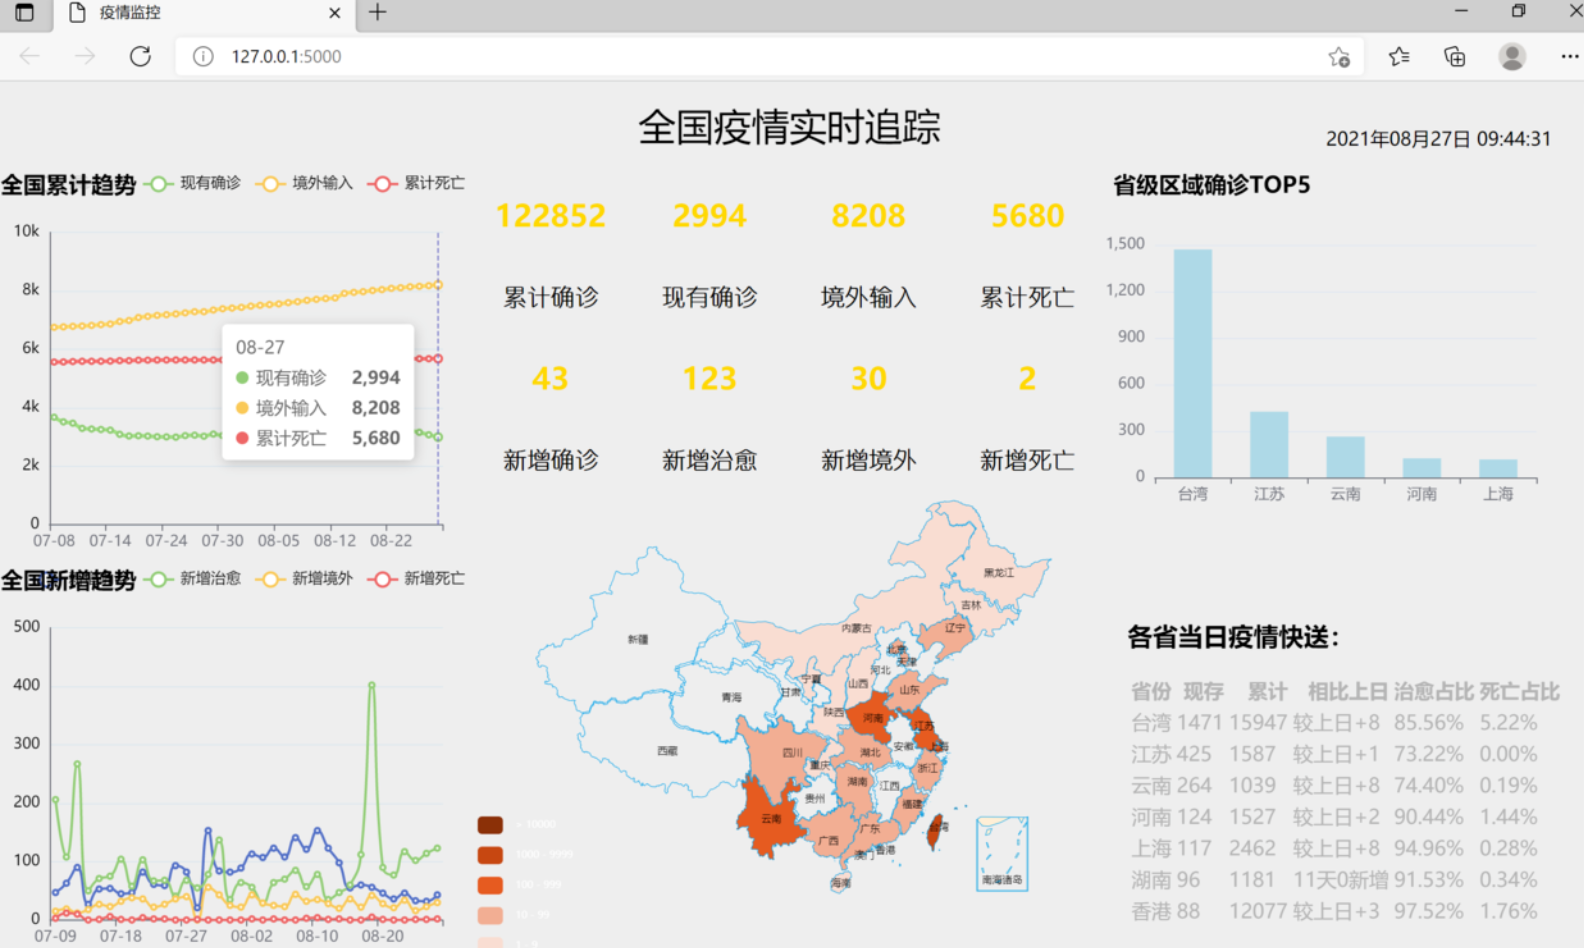 疫情监控
127.0.0.1:5000
全国疫情实时追踪
2021年08月27日 09:44:31
全国累计趋势 现有确诊 境外输入 累计死亡
10k
8k
6k
4k
2k
0
07-08 07-14 07-24 07-30 08-05 08-12 08-22
08-27
现有确诊 2,994
境外输入 8,208
累计死亡 5,680
122852 2994 8208 5680
累计确诊 现有确诊 境外输入 累计死亡
43 123 30 2
新增确诊 新增治愈 新增境外 新增死亡
省级区域确诊TOP5
1,500
1,200
900
600
300
0
台湾 江苏 云南 河南 上海
全国新增趋势 新增治愈 新增境外 新增死亡
500
400
300
200
100
0
07-09 07-18 07-27 08-02 08-10 08-20
黑龙江
吉林
辽宁
内蒙古
新疆
北京
天津
河北
宁夏
山西
山东
甘肃
青海
陕西
河南
江苏
西藏
四川
湖北
安徽
上海
重庆
浙江
湖南
江西
贵州
福建
云南
广西
广东
台湾
澳门
香港
海南
南海诸岛
> 10000
1000 - 9999
100 - 999
10 - 99
1 - 9
各省当日疫情快送：
省份 现存 累计 相比上日 治愈占比 死亡占比
台湾 1471 15947 较上日+8 85.56% 5.22%
江苏 425 1587 较上日+1 73.22% 0.00%
云南 264 1039 较上日+8 74.40% 0.19%
河南 124 1527 较上日+2 90.44% 1.44%
上海 117 2462 较上日+8 94.96% 0.28%
湖南 96 1181 11天0新增 91.53% 0.34%
香港 88 12077 较上日+3 97.52% 1.76%